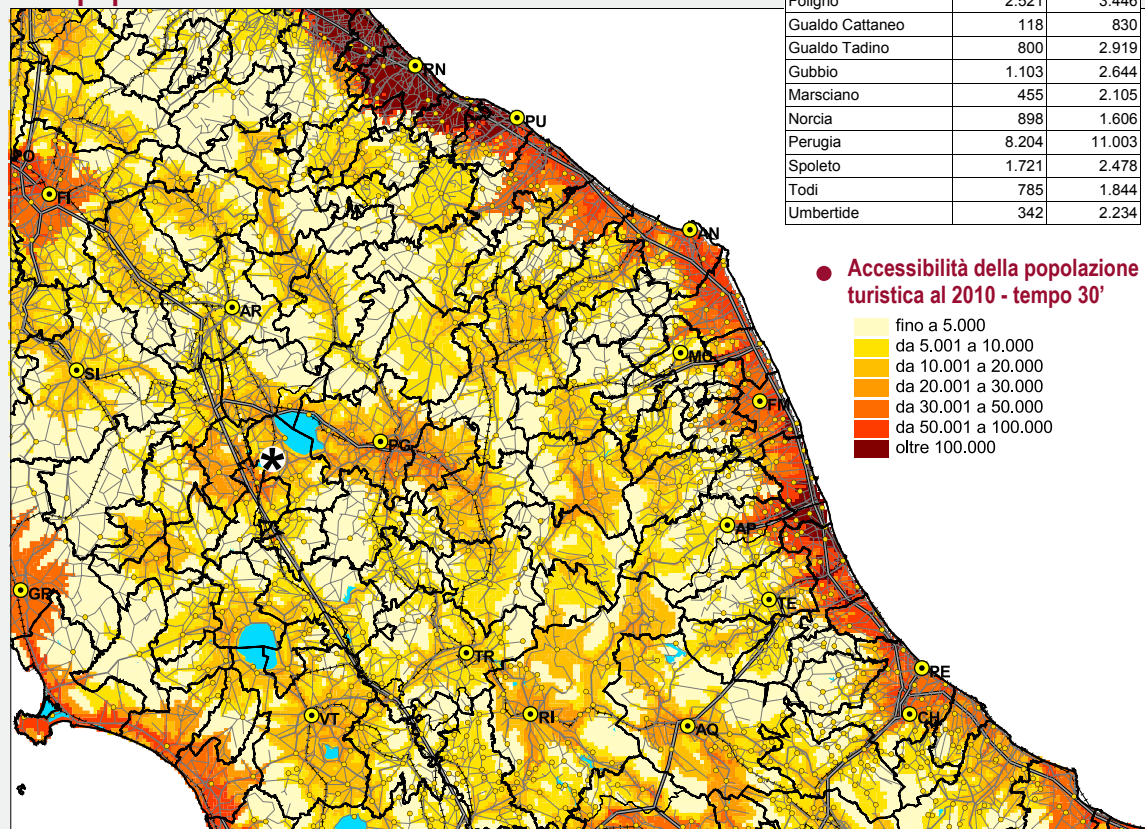 Foligno 2.521 3.446
Gualdo Cattaneo 118 830
Gualdo Tadino 800 2.919
Gubbio 1.103 2.644
Marsciano 455 2.105
Norcia 898 1.606
Perugia 8.204 11.003
Spoleto 1.721 2.478
Todi 785 1.844
Umbertide 342 2.234
Accessibilità della popolazione
turistica al 2010 - tempo 30’
fino a 5.000
da 5.001 a 10.000
da 10.001 a 20.000
da 20.001 a 30.000
da 30.001 a 50.000
da 50.001 a 100.000
oltre 100.000
RN
PU
FI
AN
AR
MC
SI
FM
PG
*
AP
GR
TE
TR
PE
VT
RI
CH
AQ